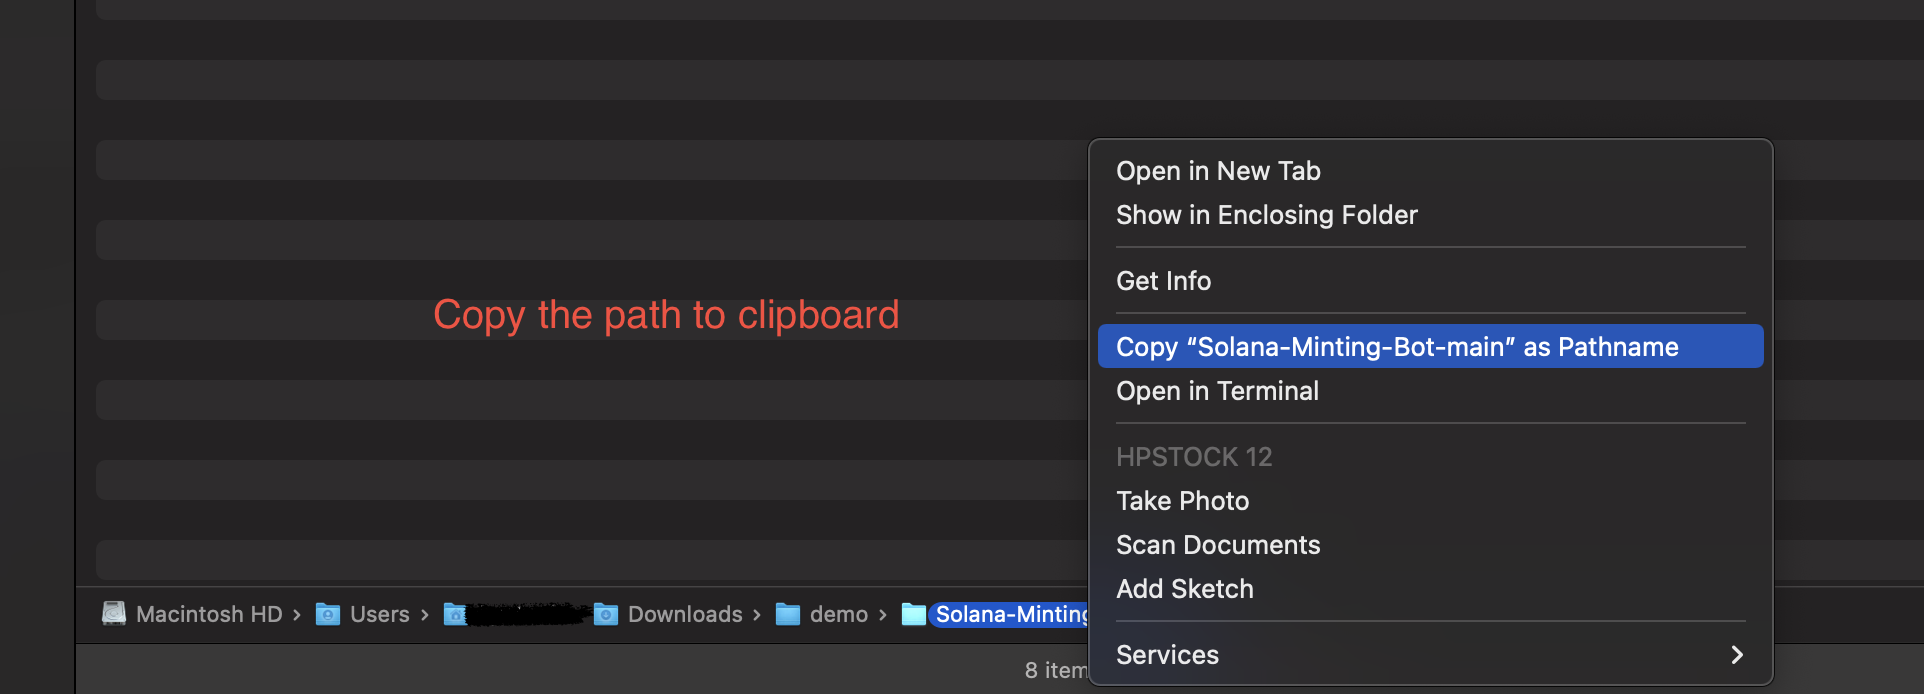 Open in New Tab
Show in Enclosing Folder
Get Info
Copy the path to clipboard
Copy “Solana-Minting-Bot-main” as Pathname
Open in Terminal
HPSTOCK 12
Take Photo
Scan Documents
Add Sketch
Macintosh HD › Users › Downloads › demo › Solana-Minting
Services
8 item